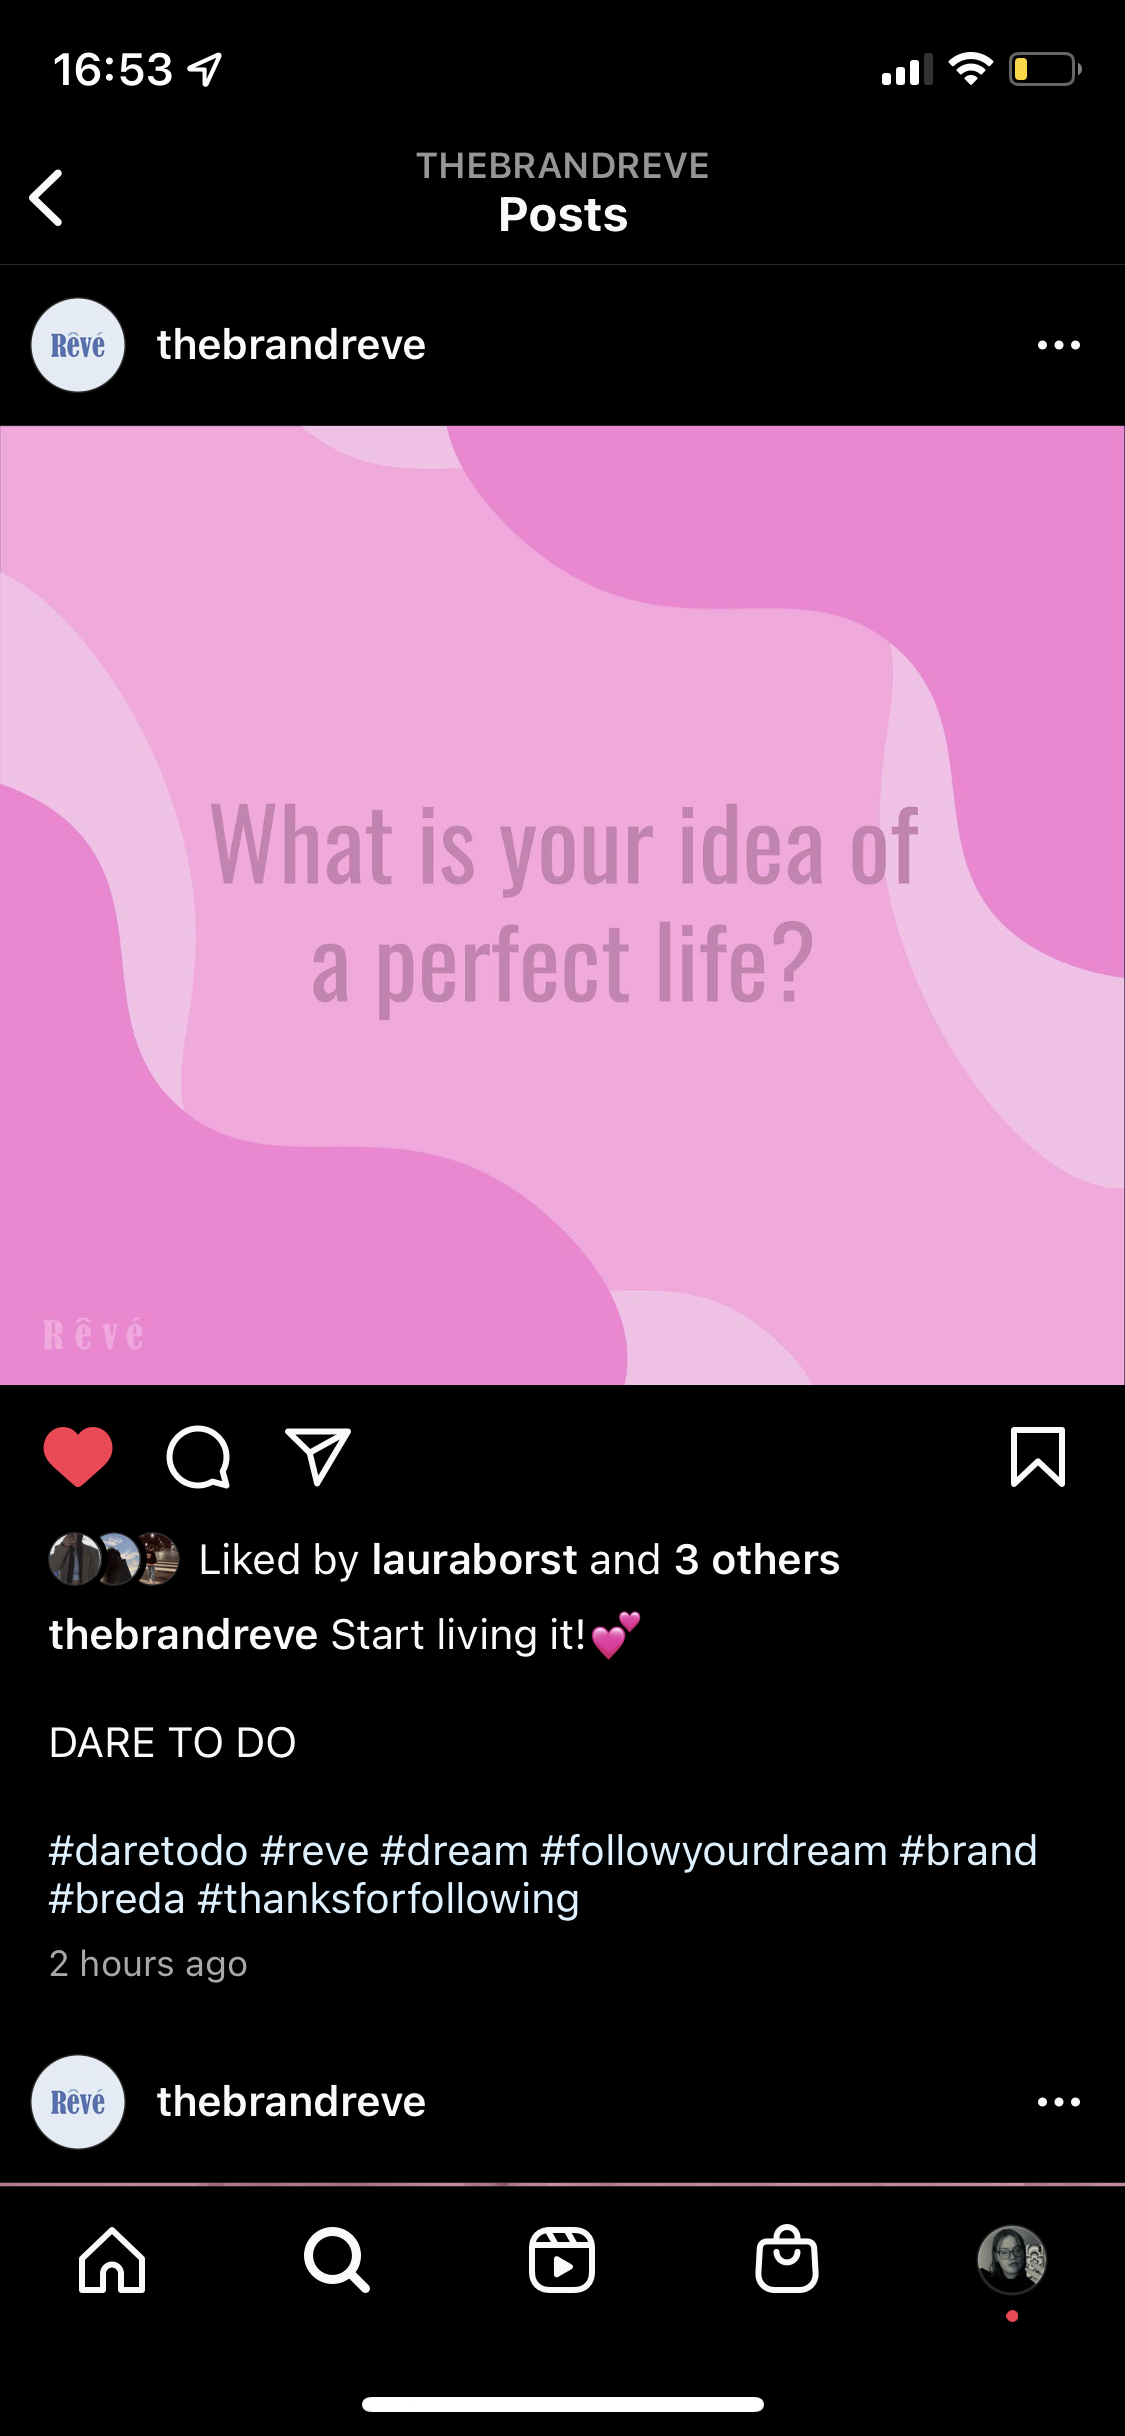 16:53
THEBRANDREVE
Posts
Rêvé
thebrandreve
What is your idea of
a perfect life?
Rêvé
Liked by lauraborst and 3 others
thebrandreve Start living it!💕
DARE TO DO
#daretodo #reve #dream #followyourdream #brand
#breda #thanksforfollowing
2 hours ago
Rêvé
thebrandreve